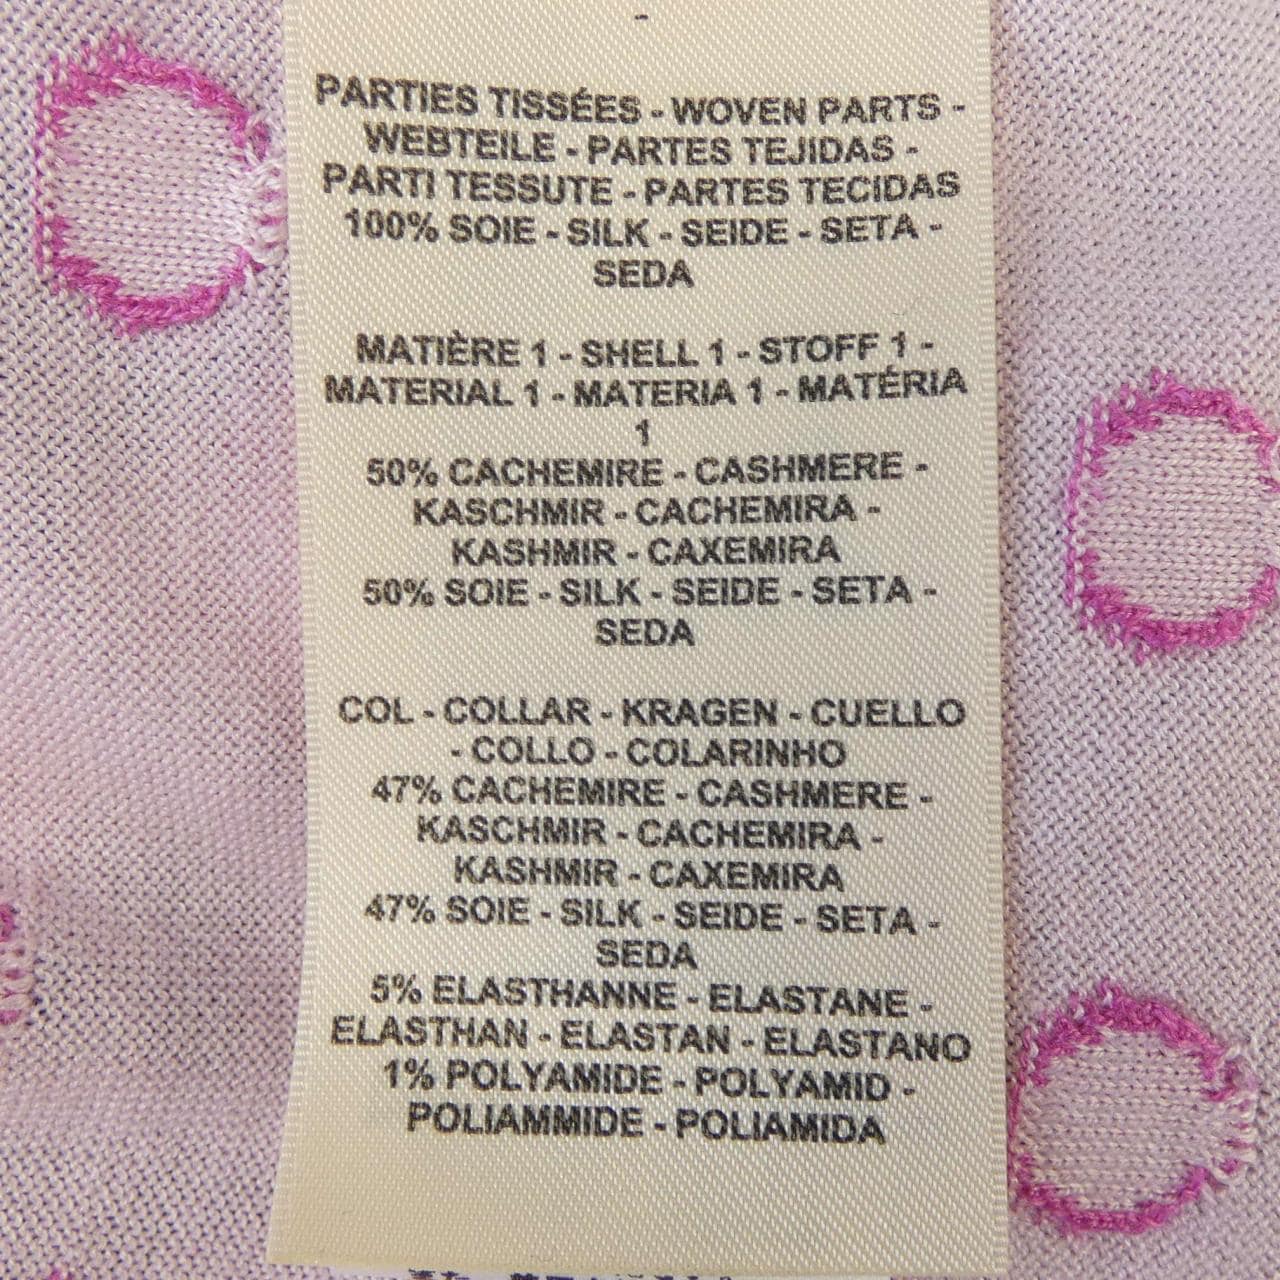 -
PARTIES TISSÉES - WOVEN PARTS -
WEBTEILE - PARTES TEJIDAS -
PARTI TESSUTE - PARTES TECIDAS
100% SOIE - SILK - SEIDE - SETA -
SEDA
MATIÈRE 1 - SHELL 1 - STOFF 1 -
MATERIAL 1 - MATERIA 1 - MATÉRIA
1
50% CACHEMIRE - CASHMERE -
KASCHMIR - CACHEMIRA -
KASHMIR - CAXEMIRA
50% SOIE - SILK - SEIDE - SETA -
SEDA
COL - COLLAR - KRAGEN - CUELLO
- COLLO - COLARINHO
47% CACHEMIRE - CASHMERE -
KASCHMIR - CACHEMIRA -
KASHMIR - CAXEMIRA
47% SOIE - SILK - SEIDE - SETA -
SEDA
5% ELASTHANNE - ELASTANE -
ELASTHAN - ELASTAN - ELASTANO
1% POLYAMIDE - POLYAMID -
POLIAMMIDE - POLIAMIDA